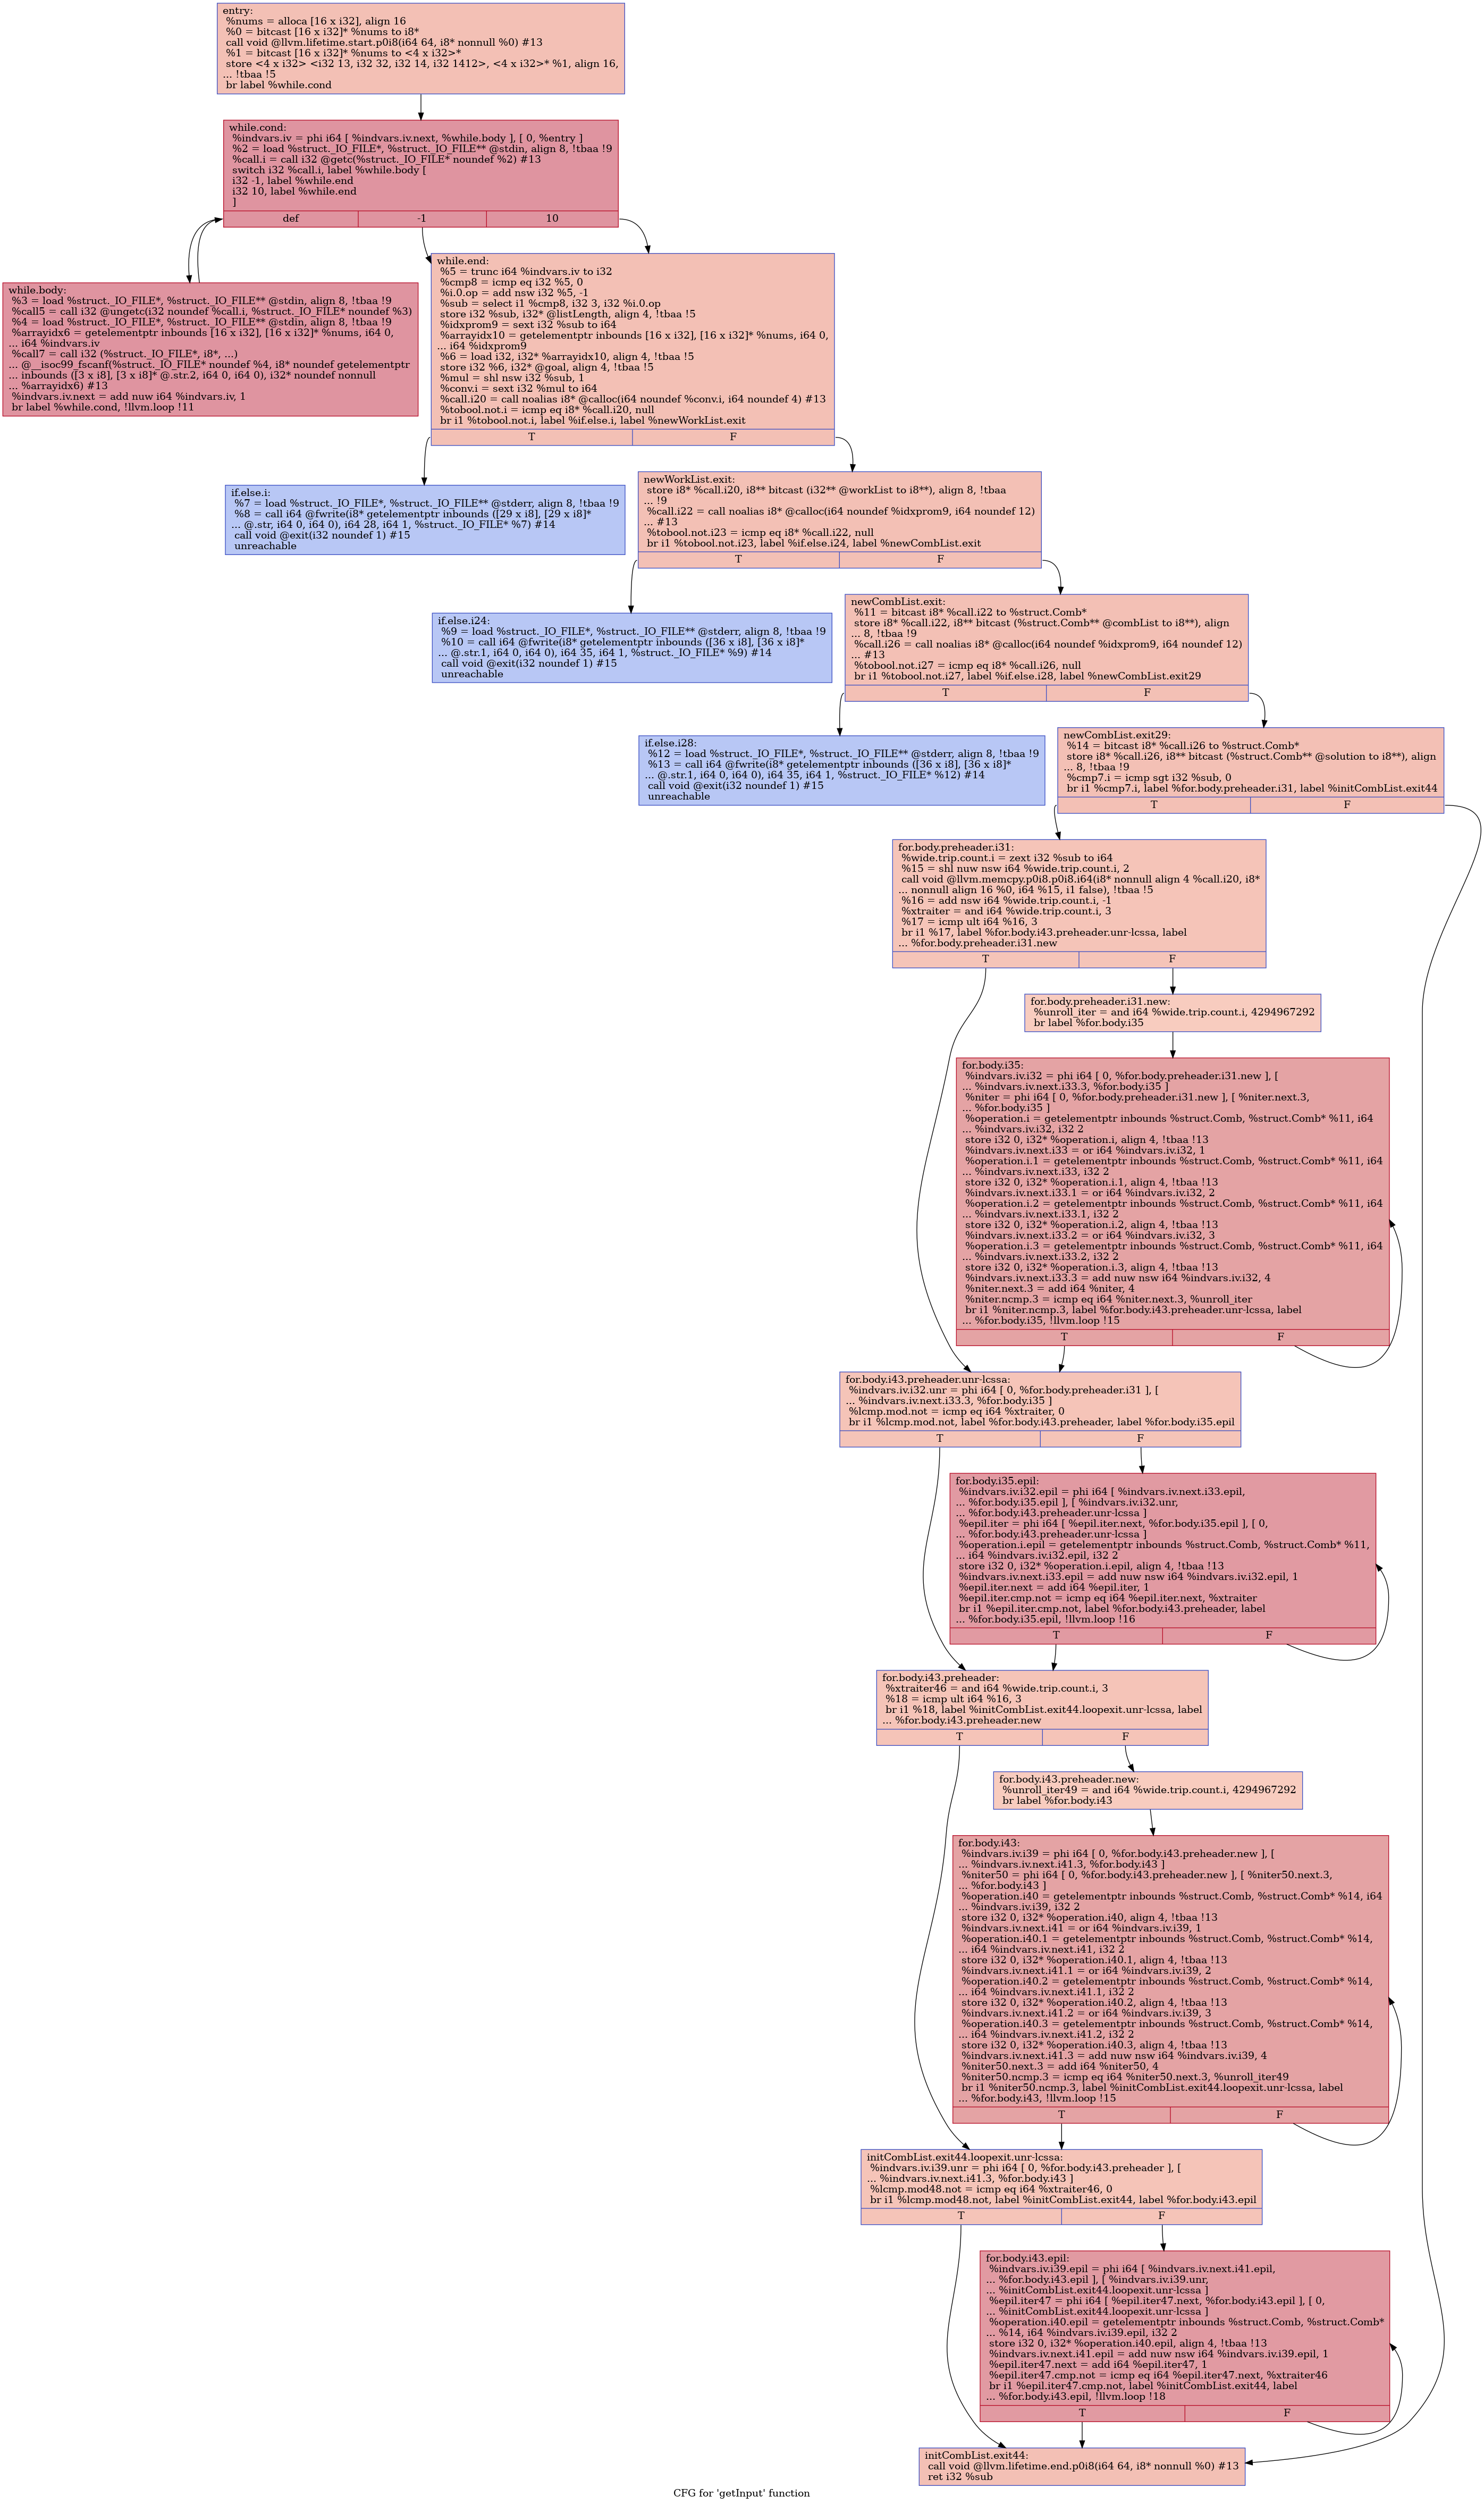 entry:
%nums = alloca [16 x i32], align 16
%0 = bitcast [16 x i32]* %nums to i8*
call void @llvm.lifetime.start.p0i8(i64 64, i8* nonnull %0) #13
%1 = bitcast [16 x i32]* %nums to <4 x i32>*
store <4 x i32> <i32 13, i32 32, i32 14, i32 1412>, <4 x i32>* %1, align 16,
... !tbaa !5
br label %while.cond
while.cond:
%indvars.iv = phi i64 [ %indvars.iv.next, %while.body ], [ 0, %entry ]
%2 = load %struct._IO_FILE*, %struct._IO_FILE** @stdin, align 8, !tbaa !9
%call.i = call i32 @getc(%struct._IO_FILE* noundef %2) #13
switch i32 %call.i, label %while.body [
i32 -1, label %while.end
i32 10, label %while.end
]
def -1 10
while.body:
%3 = load %struct._IO_FILE*, %struct._IO_FILE** @stdin, align 8, !tbaa !9
%call5 = call i32 @ungetc(i32 noundef %call.i, %struct._IO_FILE* noundef %3)
%4 = load %struct._IO_FILE*, %struct._IO_FILE** @stdin, align 8, !tbaa !9
%arrayidx6 = getelementptr inbounds [16 x i32], [16 x i32]* %nums, i64 0,
... i64 %indvars.iv
%call7 = call i32 (%struct._IO_FILE*, i8*, ...)
... @__isoc99_fscanf(%struct._IO_FILE* noundef %4, i8* noundef getelementptr
... inbounds ([3 x i8], [3 x i8]* @.str.2, i64 0, i64 0), i32* noundef nonnull
... %arrayidx6) #13
%indvars.iv.next = add nuw i64 %indvars.iv, 1
br label %while.cond, !llvm.loop !11
while.end:
%5 = trunc i64 %indvars.iv to i32
%cmp8 = icmp eq i32 %5, 0
%i.0.op = add nsw i32 %5, -1
%sub = select i1 %cmp8, i32 3, i32 %i.0.op
store i32 %sub, i32* @listLength, align 4, !tbaa !5
%idxprom9 = sext i32 %sub to i64
%arrayidx10 = getelementptr inbounds [16 x i32], [16 x i32]* %nums, i64 0,
... i64 %idxprom9
%6 = load i32, i32* %arrayidx10, align 4, !tbaa !5
store i32 %6, i32* @goal, align 4, !tbaa !5
%mul = shl nsw i32 %sub, 1
%conv.i = sext i32 %mul to i64
%call.i20 = call noalias i8* @calloc(i64 noundef %conv.i, i64 noundef 4) #13
%tobool.not.i = icmp eq i8* %call.i20, null
br i1 %tobool.not.i, label %if.else.i, label %newWorkList.exit
T F
if.else.i:
%7 = load %struct._IO_FILE*, %struct._IO_FILE** @stderr, align 8, !tbaa !9
%8 = call i64 @fwrite(i8* getelementptr inbounds ([29 x i8], [29 x i8]*
... @.str, i64 0, i64 0), i64 28, i64 1, %struct._IO_FILE* %7) #14
call void @exit(i32 noundef 1) #15
unreachable
newWorkList.exit:
store i8* %call.i20, i8** bitcast (i32** @workList to i8**), align 8, !tbaa
... !9
%call.i22 = call noalias i8* @calloc(i64 noundef %idxprom9, i64 noundef 12)
... #13
%tobool.not.i23 = icmp eq i8* %call.i22, null
br i1 %tobool.not.i23, label %if.else.i24, label %newCombList.exit
T F
if.else.i24:
%9 = load %struct._IO_FILE*, %struct._IO_FILE** @stderr, align 8, !tbaa !9
%10 = call i64 @fwrite(i8* getelementptr inbounds ([36 x i8], [36 x i8]*
... @.str.1, i64 0, i64 0), i64 35, i64 1, %struct._IO_FILE* %9) #14
call void @exit(i32 noundef 1) #15
unreachable
newCombList.exit:
%11 = bitcast i8* %call.i22 to %struct.Comb*
store i8* %call.i22, i8** bitcast (%struct.Comb** @combList to i8**), align
... 8, !tbaa !9
%call.i26 = call noalias i8* @calloc(i64 noundef %idxprom9, i64 noundef 12)
... #13
%tobool.not.i27 = icmp eq i8* %call.i26, null
br i1 %tobool.not.i27, label %if.else.i28, label %newCombList.exit29
T F
if.else.i28:
%12 = load %struct._IO_FILE*, %struct._IO_FILE** @stderr, align 8, !tbaa !9
%13 = call i64 @fwrite(i8* getelementptr inbounds ([36 x i8], [36 x i8]*
... @.str.1, i64 0, i64 0), i64 35, i64 1, %struct._IO_FILE* %12) #14
call void @exit(i32 noundef 1) #15
unreachable
newCombList.exit29:
%14 = bitcast i8* %call.i26 to %struct.Comb*
store i8* %call.i26, i8** bitcast (%struct.Comb** @solution to i8**), align
... 8, !tbaa !9
%cmp7.i = icmp sgt i32 %sub, 0
br i1 %cmp7.i, label %for.body.preheader.i31, label %initCombList.exit44
T F
for.body.preheader.i31:
%wide.trip.count.i = zext i32 %sub to i64
%15 = shl nuw nsw i64 %wide.trip.count.i, 2
call void @llvm.memcpy.p0i8.p0i8.i64(i8* nonnull align 4 %call.i20, i8*
... nonnull align 16 %0, i64 %15, i1 false), !tbaa !5
%16 = add nsw i64 %wide.trip.count.i, -1
%xtraiter = and i64 %wide.trip.count.i, 3
%17 = icmp ult i64 %16, 3
br i1 %17, label %for.body.i43.preheader.unr-lcssa, label
... %for.body.preheader.i31.new
T F
for.body.preheader.i31.new:
%unroll_iter = and i64 %wide.trip.count.i, 4294967292
br label %for.body.i35
for.body.i35:
%indvars.iv.i32 = phi i64 [ 0, %for.body.preheader.i31.new ], [
... %indvars.iv.next.i33.3, %for.body.i35 ]
%niter = phi i64 [ 0, %for.body.preheader.i31.new ], [ %niter.next.3,
... %for.body.i35 ]
%operation.i = getelementptr inbounds %struct.Comb, %struct.Comb* %11, i64
... %indvars.iv.i32, i32 2
store i32 0, i32* %operation.i, align 4, !tbaa !13
%indvars.iv.next.i33 = or i64 %indvars.iv.i32, 1
%operation.i.1 = getelementptr inbounds %struct.Comb, %struct.Comb* %11, i64
... %indvars.iv.next.i33, i32 2
store i32 0, i32* %operation.i.1, align 4, !tbaa !13
%indvars.iv.next.i33.1 = or i64 %indvars.iv.i32, 2
%operation.i.2 = getelementptr inbounds %struct.Comb, %struct.Comb* %11, i64
... %indvars.iv.next.i33.1, i32 2
store i32 0, i32* %operation.i.2, align 4, !tbaa !13
%indvars.iv.next.i33.2 = or i64 %indvars.iv.i32, 3
%operation.i.3 = getelementptr inbounds %struct.Comb, %struct.Comb* %11, i64
... %indvars.iv.next.i33.2, i32 2
store i32 0, i32* %operation.i.3, align 4, !tbaa !13
%indvars.iv.next.i33.3 = add nuw nsw i64 %indvars.iv.i32, 4
%niter.next.3 = add i64 %niter, 4
%niter.ncmp.3 = icmp eq i64 %niter.next.3, %unroll_iter
br i1 %niter.ncmp.3, label %for.body.i43.preheader.unr-lcssa, label
... %for.body.i35, !llvm.loop !15
T F
for.body.i43.preheader.unr-lcssa:
%indvars.iv.i32.unr = phi i64 [ 0, %for.body.preheader.i31 ], [
... %indvars.iv.next.i33.3, %for.body.i35 ]
%lcmp.mod.not = icmp eq i64 %xtraiter, 0
br i1 %lcmp.mod.not, label %for.body.i43.preheader, label %for.body.i35.epil
T F
for.body.i35.epil:
%indvars.iv.i32.epil = phi i64 [ %indvars.iv.next.i33.epil,
... %for.body.i35.epil ], [ %indvars.iv.i32.unr,
... %for.body.i43.preheader.unr-lcssa ]
%epil.iter = phi i64 [ %epil.iter.next, %for.body.i35.epil ], [ 0,
... %for.body.i43.preheader.unr-lcssa ]
%operation.i.epil = getelementptr inbounds %struct.Comb, %struct.Comb* %11,
... i64 %indvars.iv.i32.epil, i32 2
store i32 0, i32* %operation.i.epil, align 4, !tbaa !13
%indvars.iv.next.i33.epil = add nuw nsw i64 %indvars.iv.i32.epil, 1
%epil.iter.next = add i64 %epil.iter, 1
%epil.iter.cmp.not = icmp eq i64 %epil.iter.next, %xtraiter
br i1 %epil.iter.cmp.not, label %for.body.i43.preheader, label
... %for.body.i35.epil, !llvm.loop !16
T F
for.body.i43.preheader:
%xtraiter46 = and i64 %wide.trip.count.i, 3
%18 = icmp ult i64 %16, 3
br i1 %18, label %initCombList.exit44.loopexit.unr-lcssa, label
... %for.body.i43.preheader.new
T F
for.body.i43.preheader.new:
%unroll_iter49 = and i64 %wide.trip.count.i, 4294967292
br label %for.body.i43
for.body.i43:
%indvars.iv.i39 = phi i64 [ 0, %for.body.i43.preheader.new ], [
... %indvars.iv.next.i41.3, %for.body.i43 ]
%niter50 = phi i64 [ 0, %for.body.i43.preheader.new ], [ %niter50.next.3,
... %for.body.i43 ]
%operation.i40 = getelementptr inbounds %struct.Comb, %struct.Comb* %14, i64
... %indvars.iv.i39, i32 2
store i32 0, i32* %operation.i40, align 4, !tbaa !13
%indvars.iv.next.i41 = or i64 %indvars.iv.i39, 1
%operation.i40.1 = getelementptr inbounds %struct.Comb, %struct.Comb* %14,
... i64 %indvars.iv.next.i41, i32 2
store i32 0, i32* %operation.i40.1, align 4, !tbaa !13
%indvars.iv.next.i41.1 = or i64 %indvars.iv.i39, 2
%operation.i40.2 = getelementptr inbounds %struct.Comb, %struct.Comb* %14,
... i64 %indvars.iv.next.i41.1, i32 2
store i32 0, i32* %operation.i40.2, align 4, !tbaa !13
%indvars.iv.next.i41.2 = or i64 %indvars.iv.i39, 3
%operation.i40.3 = getelementptr inbounds %struct.Comb, %struct.Comb* %14,
... i64 %indvars.iv.next.i41.2, i32 2
store i32 0, i32* %operation.i40.3, align 4, !tbaa !13
%indvars.iv.next.i41.3 = add nuw nsw i64 %indvars.iv.i39, 4
%niter50.next.3 = add i64 %niter50, 4
%niter50.ncmp.3 = icmp eq i64 %niter50.next.3, %unroll_iter49
br i1 %niter50.ncmp.3, label %initCombList.exit44.loopexit.unr-lcssa, label
... %for.body.i43, !llvm.loop !15
T F
initCombList.exit44.loopexit.unr-lcssa:
%indvars.iv.i39.unr = phi i64 [ 0, %for.body.i43.preheader ], [
... %indvars.iv.next.i41.3, %for.body.i43 ]
%lcmp.mod48.not = icmp eq i64 %xtraiter46, 0
br i1 %lcmp.mod48.not, label %initCombList.exit44, label %for.body.i43.epil
T F
for.body.i43.epil:
%indvars.iv.i39.epil = phi i64 [ %indvars.iv.next.i41.epil,
... %for.body.i43.epil ], [ %indvars.iv.i39.unr,
... %initCombList.exit44.loopexit.unr-lcssa ]
%epil.iter47 = phi i64 [ %epil.iter47.next, %for.body.i43.epil ], [ 0,
... %initCombList.exit44.loopexit.unr-lcssa ]
%operation.i40.epil = getelementptr inbounds %struct.Comb, %struct.Comb*
... %14, i64 %indvars.iv.i39.epil, i32 2
store i32 0, i32* %operation.i40.epil, align 4, !tbaa !13
%indvars.iv.next.i41.epil = add nuw nsw i64 %indvars.iv.i39.epil, 1
%epil.iter47.next = add i64 %epil.iter47, 1
%epil.iter47.cmp.not = icmp eq i64 %epil.iter47.next, %xtraiter46
br i1 %epil.iter47.cmp.not, label %initCombList.exit44, label
... %for.body.i43.epil, !llvm.loop !18
T F
initCombList.exit44:
call void @llvm.lifetime.end.p0i8(i64 64, i8* nonnull %0) #13
ret i32 %sub
CFG for 'getInput' function